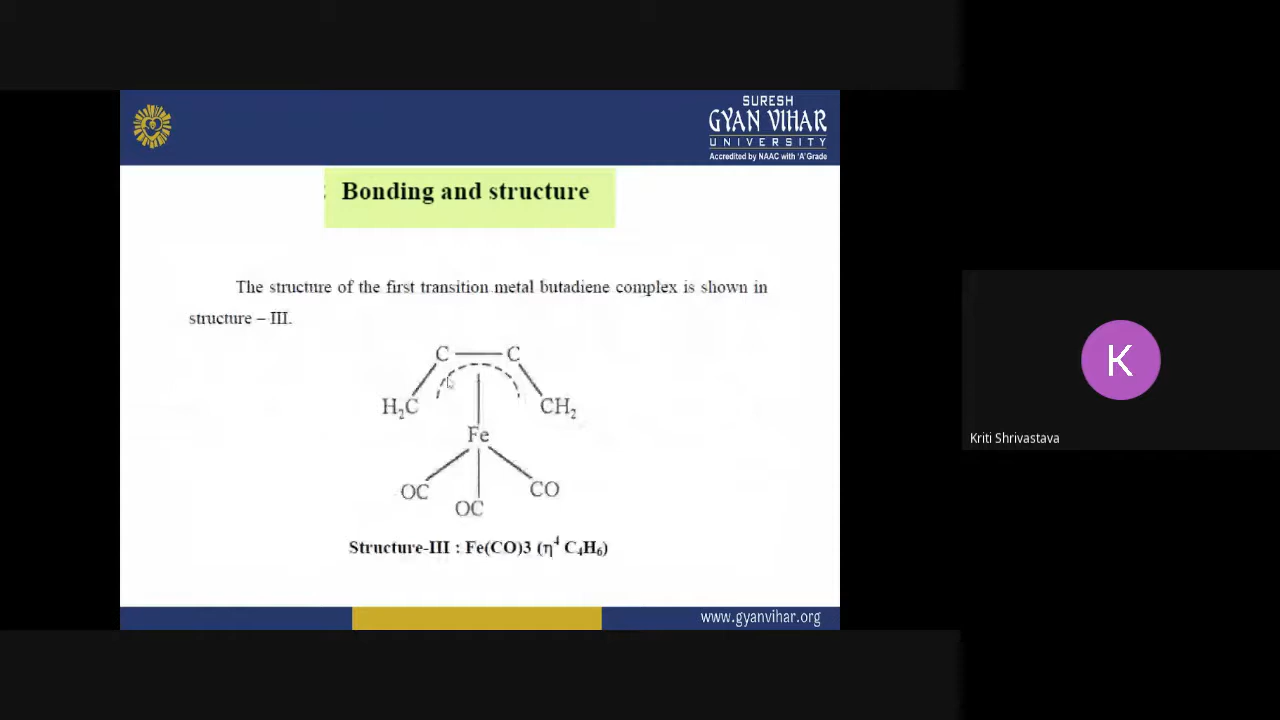 SURESH
GYAN VIHAR
UNIVERSITY
Accredited by NAAC with 'A' Grade
: Bonding and structure
The structure of the first transition metal butadiene complex is shown in
structure – III.
C C
H₂C CH₂
Fe
OC CO
OC
Structure-III : Fe(CO)3 (η⁴ C₄H₆)
K
Kriti Shrivastava
www.gyanvihar.org